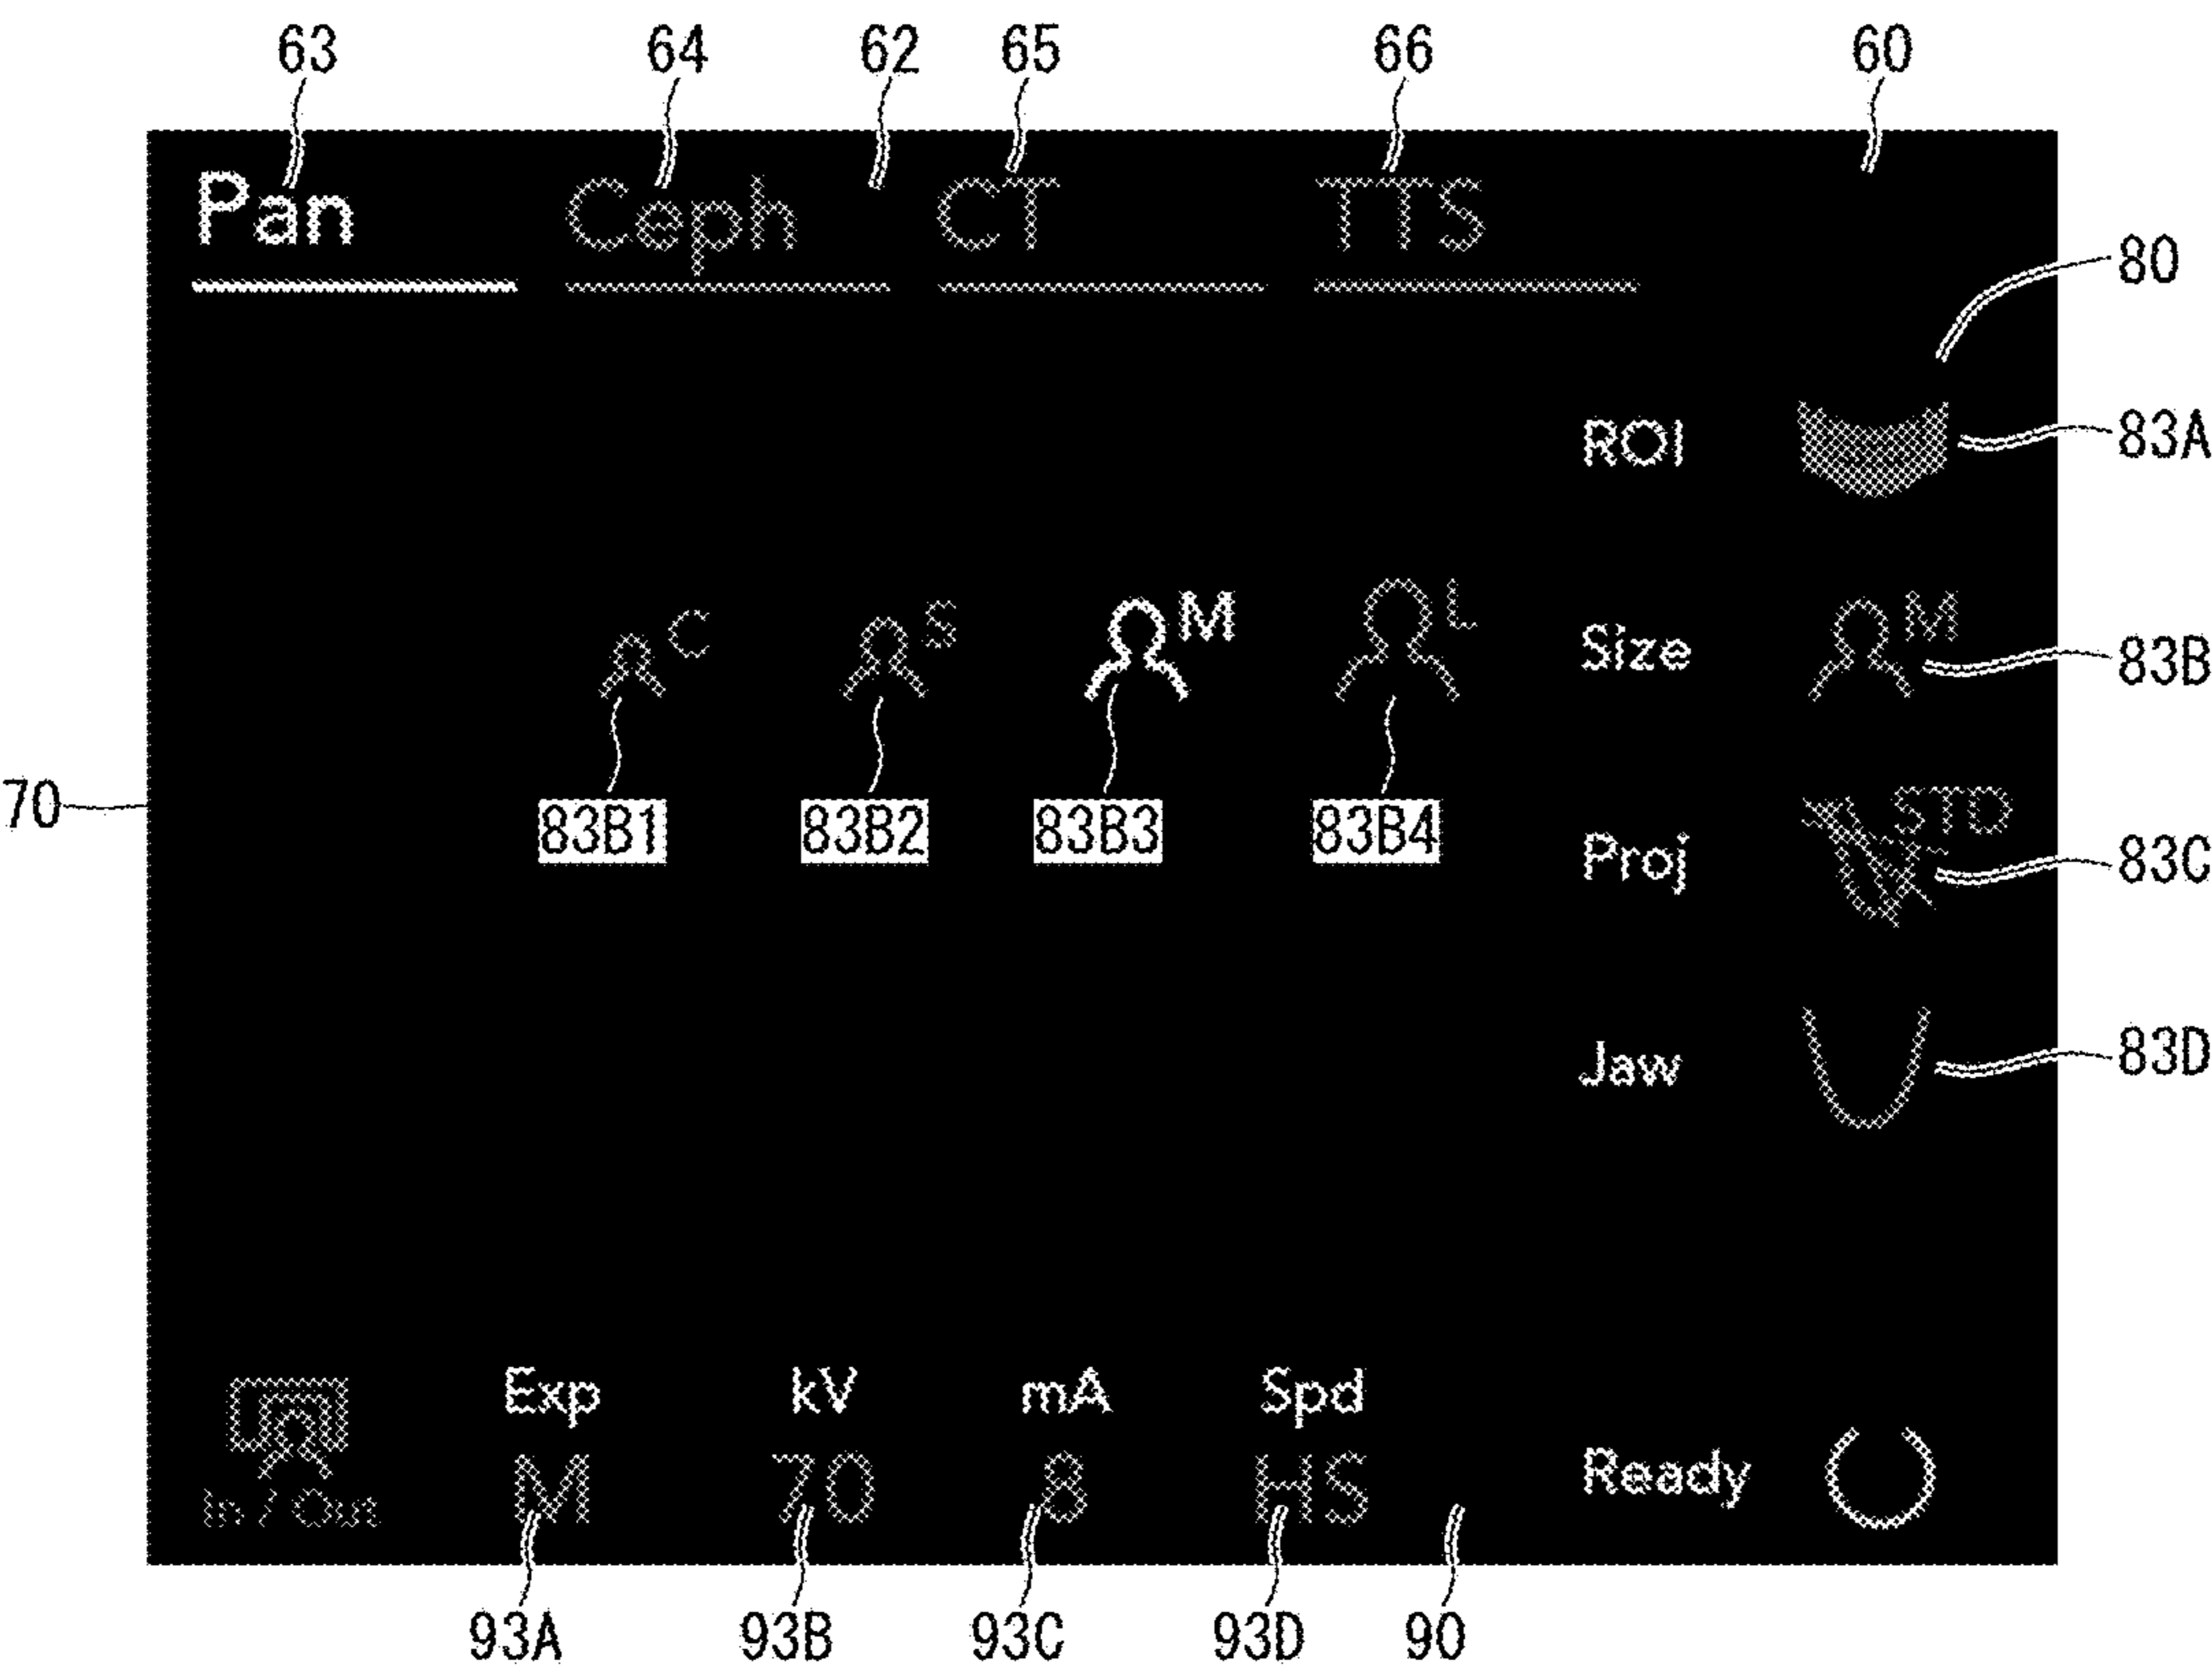 63 64 62 65 66 60
Pan Ceph CT TTS
80
ROI 83A
C S M L Size M 83B
70 83B1 83B2 83B3 83B4
STD
Proj 83C
Jaw 83D
Exp kV mA Spd
M 70 8 HS Ready
In / Out
93A 93B 93C 93D 90